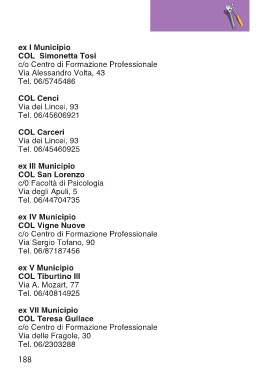 ex I Municipio
COL Simonetta Tosi
c/o Centro di Formazione Professionale
Via Alessandro Volta, 43
Tel. 06/5745486
COL Cenci
Via dei Lincei, 93
Tel. 06/45606921
COL Carceri
Via dei Lincei, 93
Tel. 06/45460925
ex III Municipio
COL San Lorenzo
c/0 Facoltà di Psicologia
Via degli Apuli, 5
Tel. 06/44704735
ex IV Municipio
COL Vigne Nuove
c/o Centro di Formazione Professionale
Via Sergio Tofano, 90
Tel. 06/87187456
ex V Municipio
COL Tiburtino III
Via A. Mozart, 77
Tel. 06/40814925
ex VII Municipio
COL Teresa Gullace
c/o Centro di Formazione Professionale
Via delle Fragole, 30
Tel. 06/2303288
188